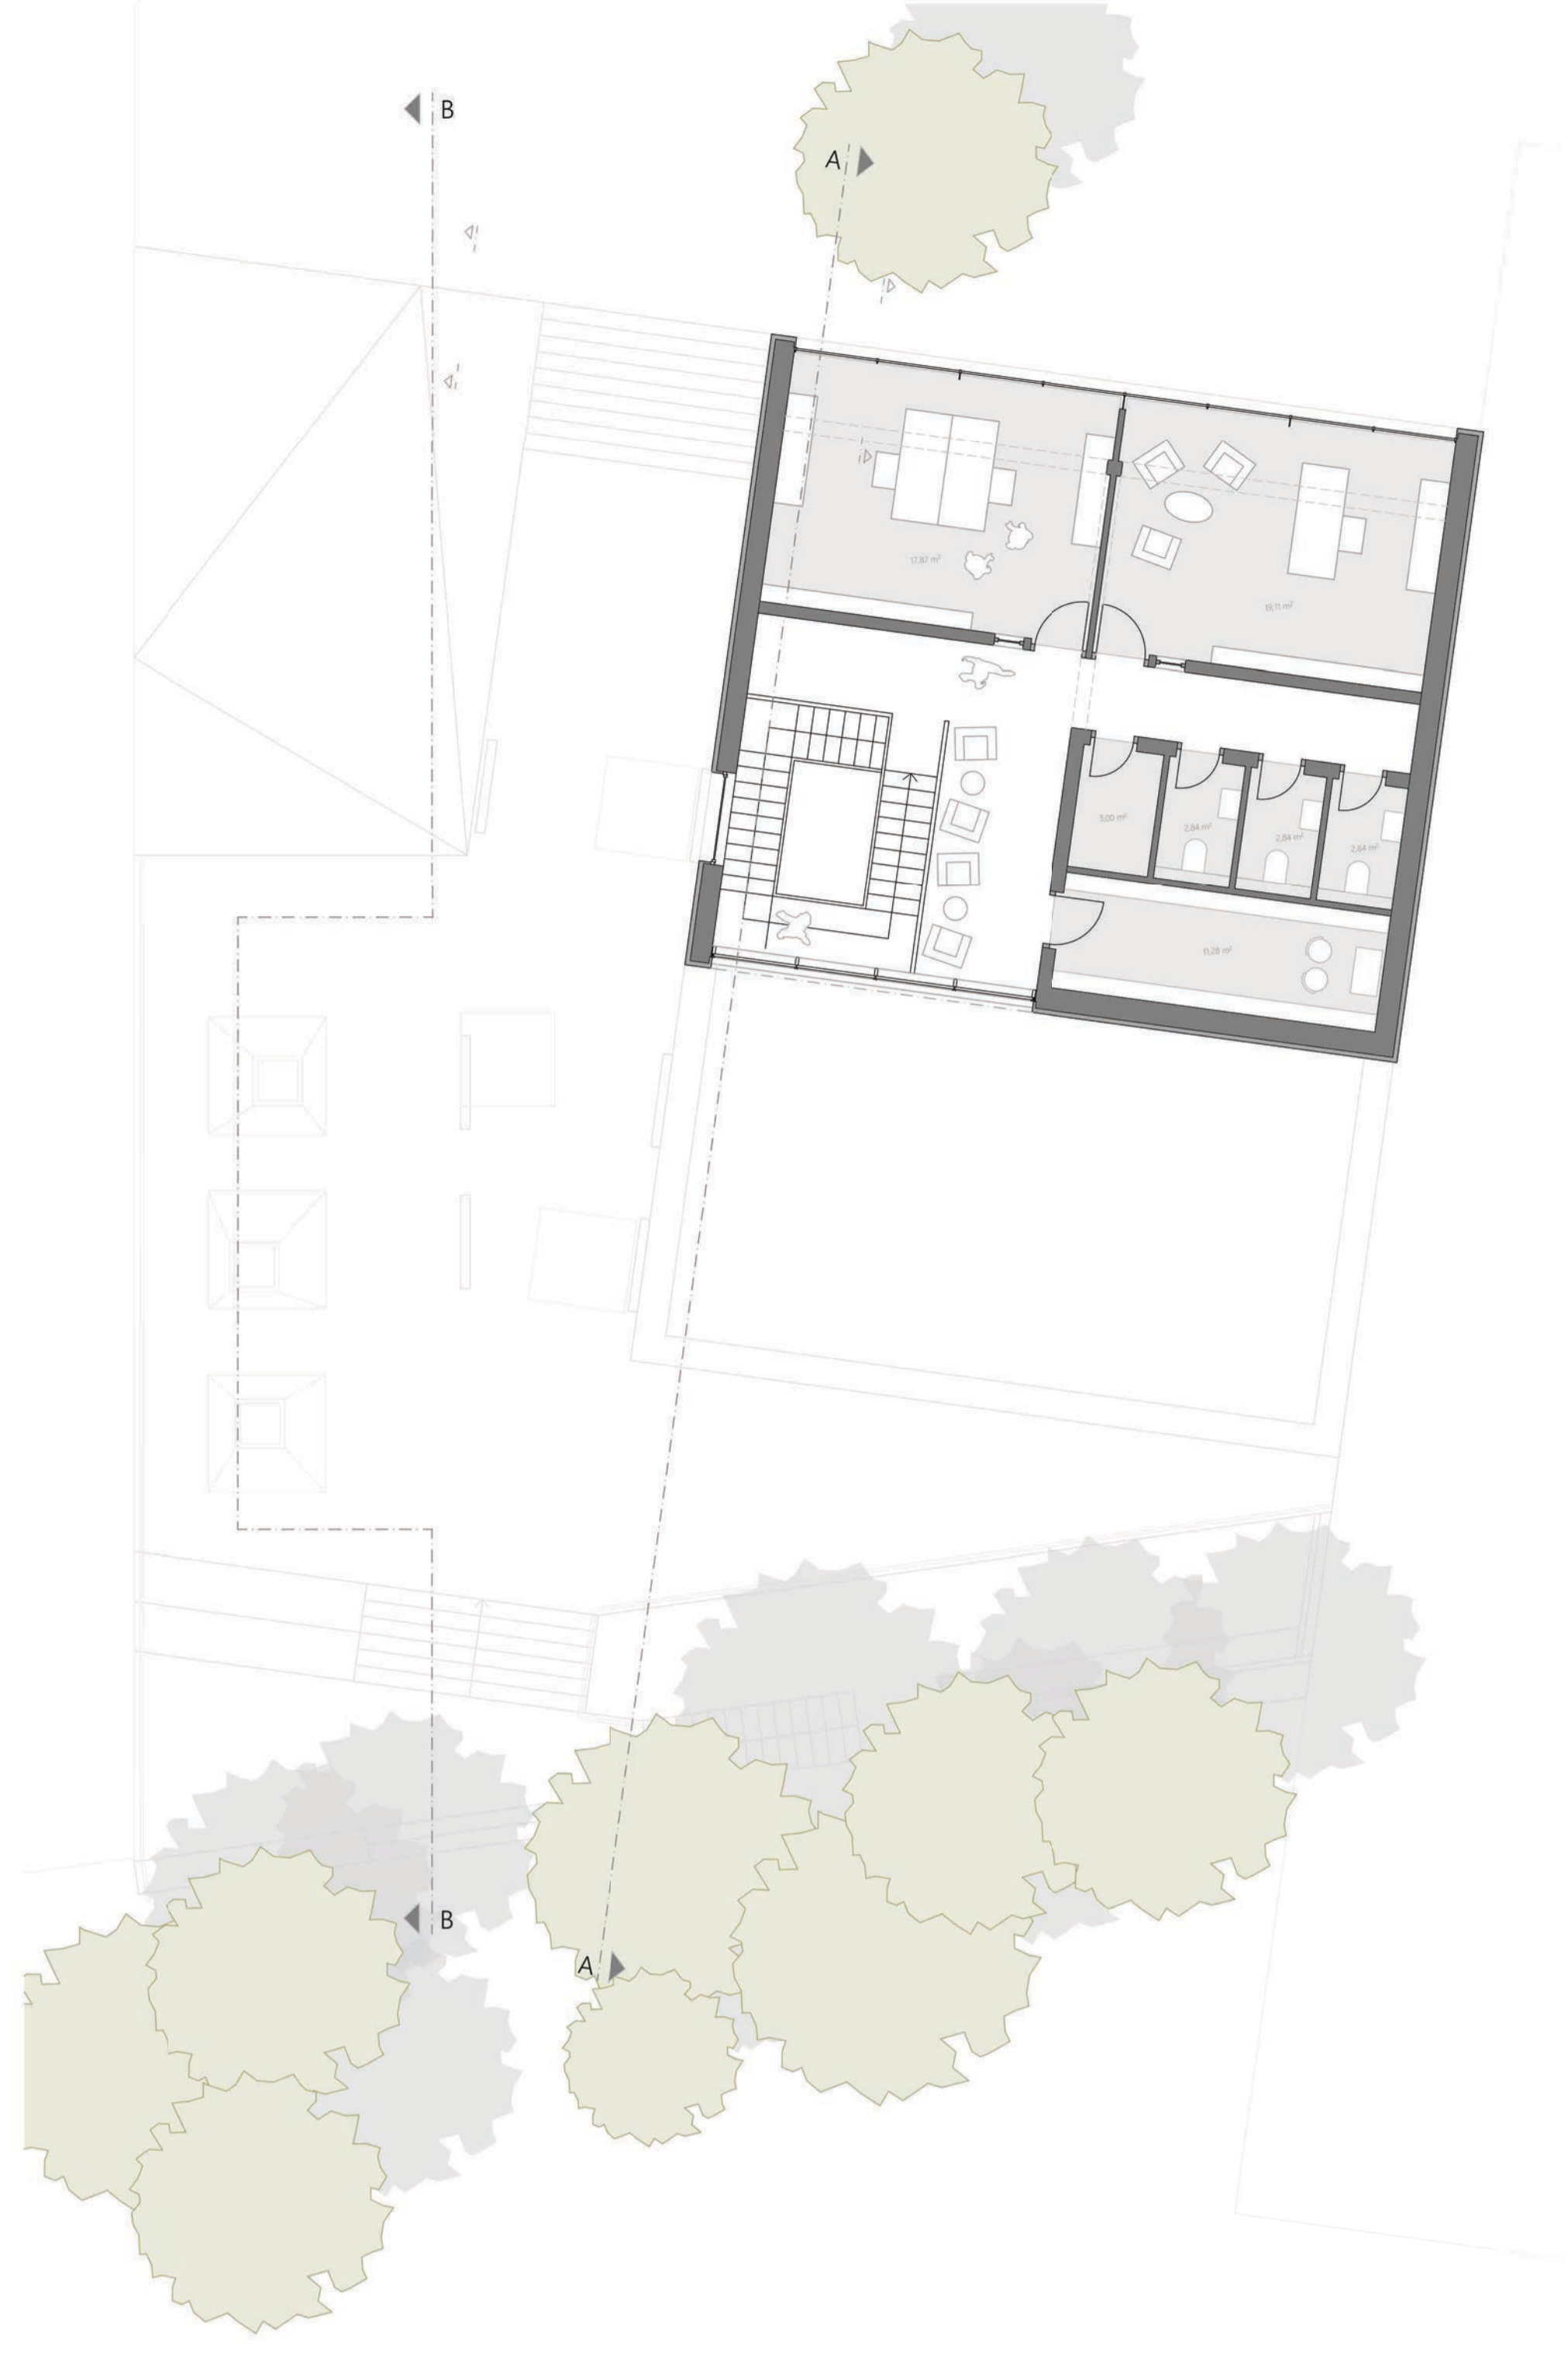 B
A
17,87 m²
19,11 m²
3,00 m²
2,84 m²
2,84 m²
2,64 m²
11,28 m²
B
A